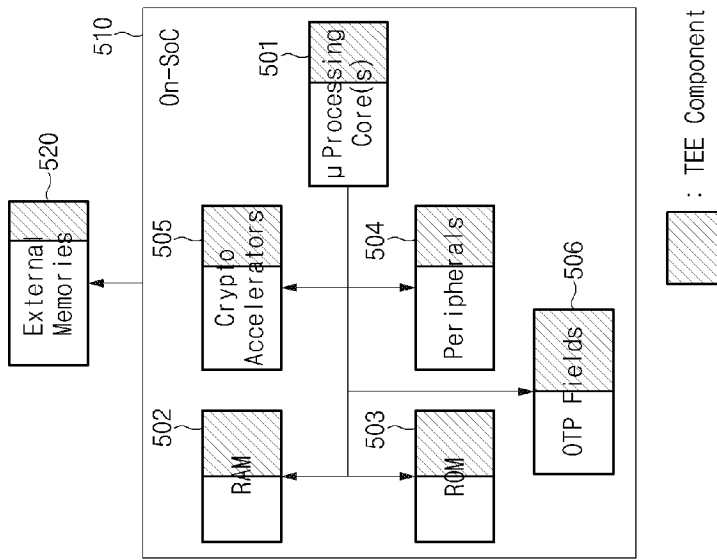 510
On-SoC
501
µ Processing
Core(s)
520
External
Memories
505
Crypto
Accelerators
504
Peripherals
506
OTP Fields
502
RAM
503
ROM
: TEE Component